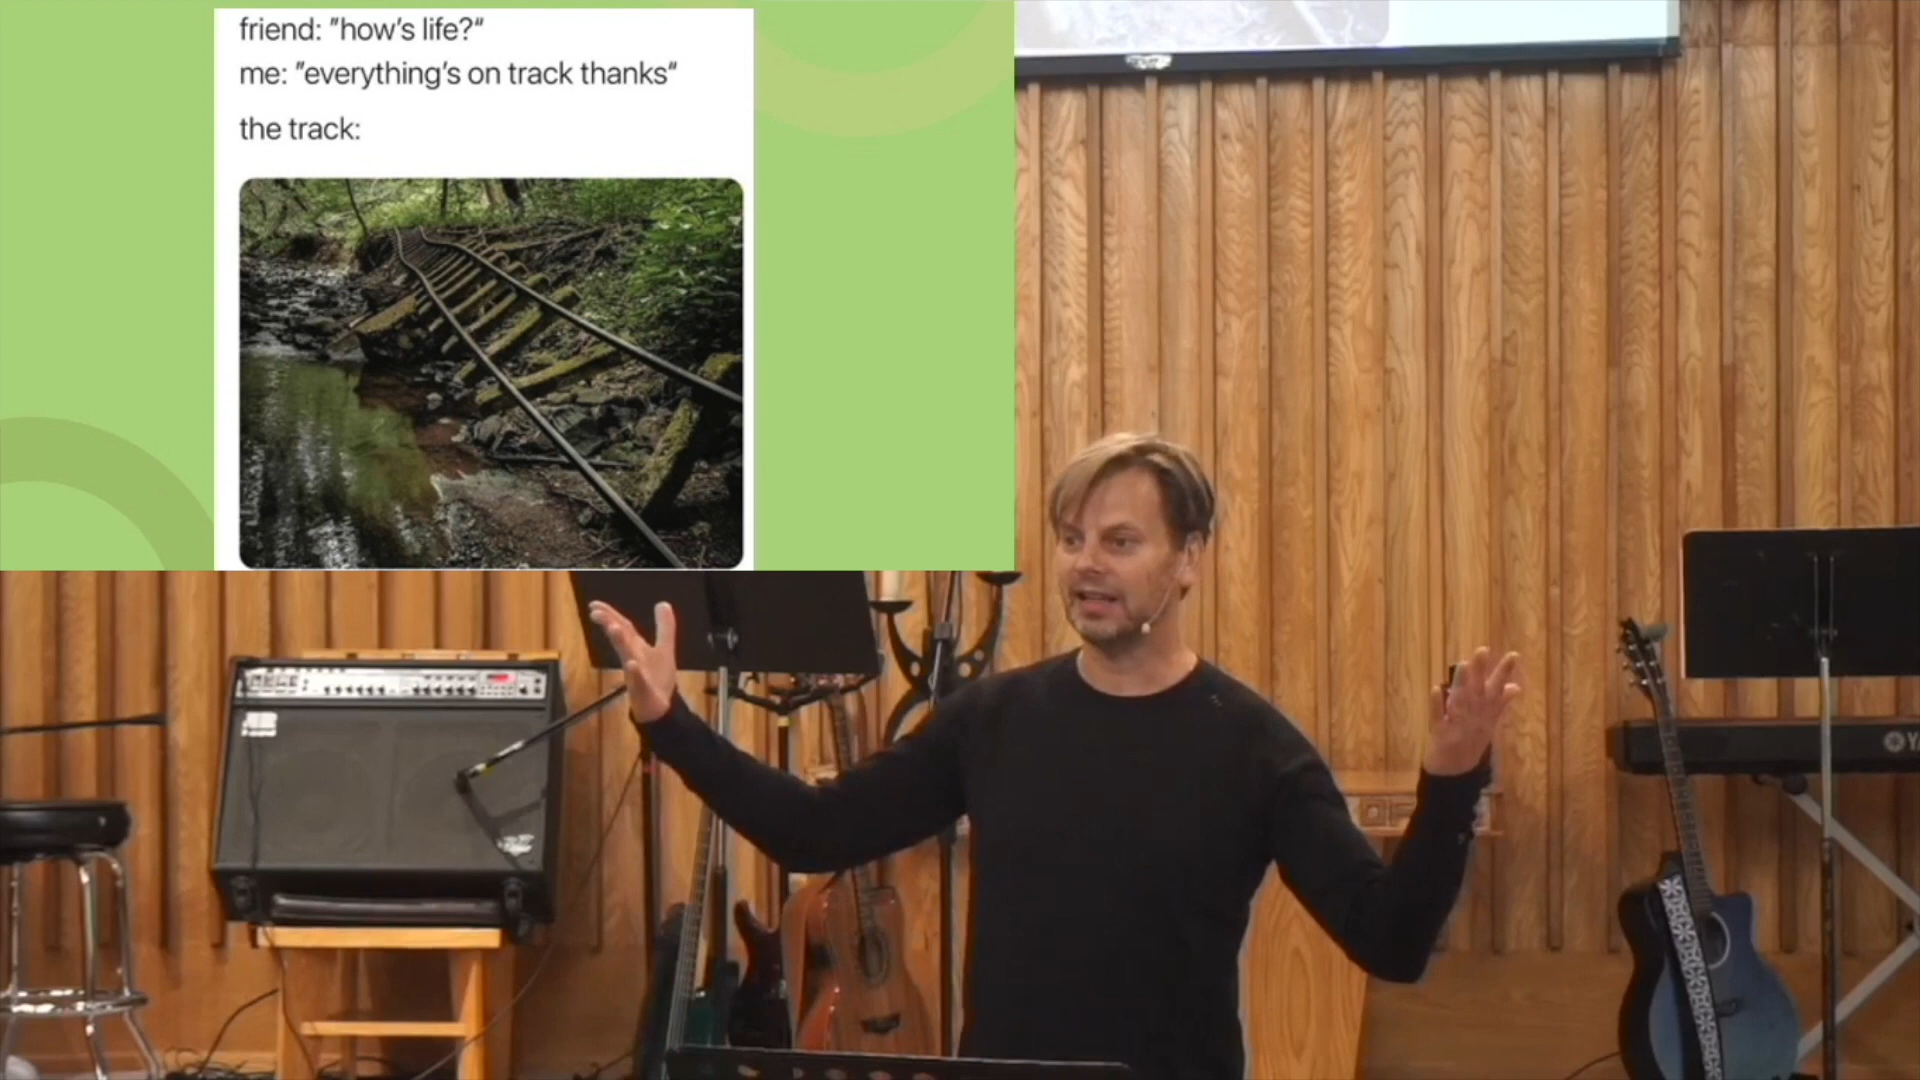 friend: "how's life?"
me: "everything's on track thanks"
the track: